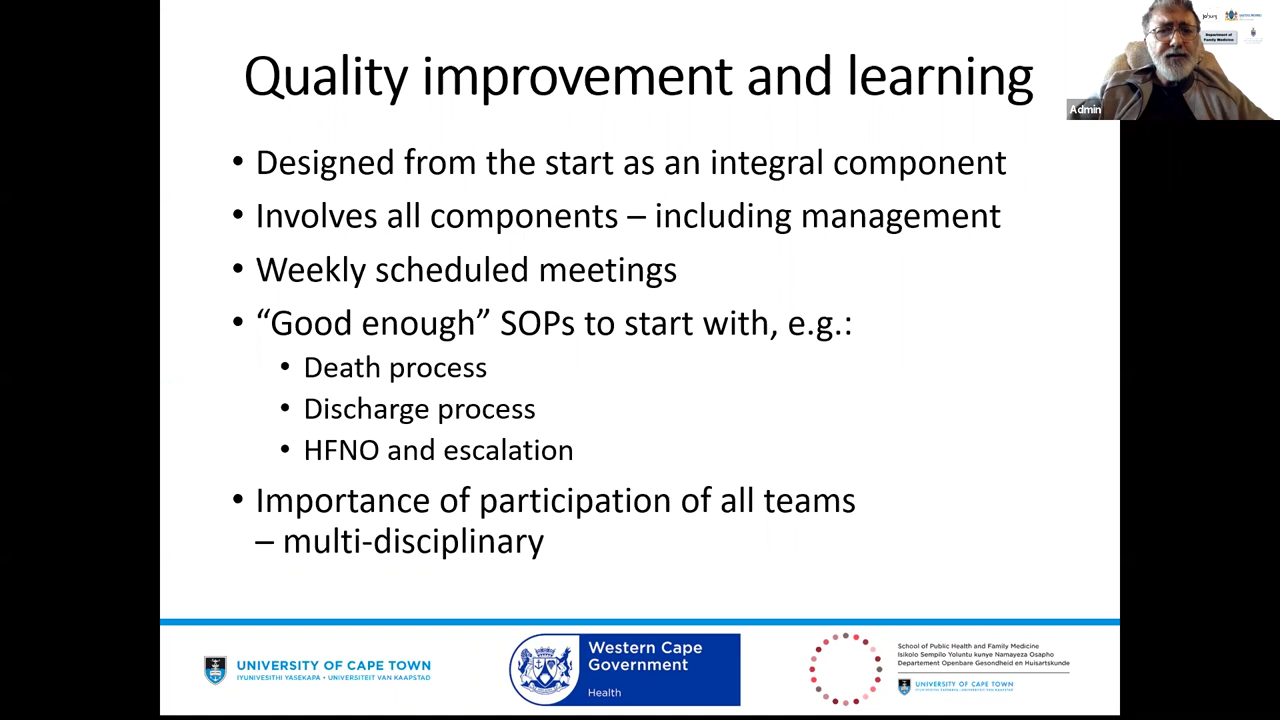 Quality improvement and learning
Admin
Department of
Family Medicine
• Designed from the start as an integral component
• Involves all components – including management
• Weekly scheduled meetings
• “Good enough” SOPs to start with, e.g.:
• Death process
• Discharge process
• HFNO and escalation
• Importance of participation of all teams
– multi-disciplinary
UNIVERSITY OF CAPE TOWN
IYUNIVESITHI YASEKAPA • UNIVERSITEIT VAN KAAPSTAD
Western Cape
Government
Health
School of Public Health and Family Medicine
Isikolo Sempilo Yoluntu kunye Namayeza Osapho
Departement Openbare Gesondheid en Huisartskunde
UNIVERSITY OF CAPE TOWN